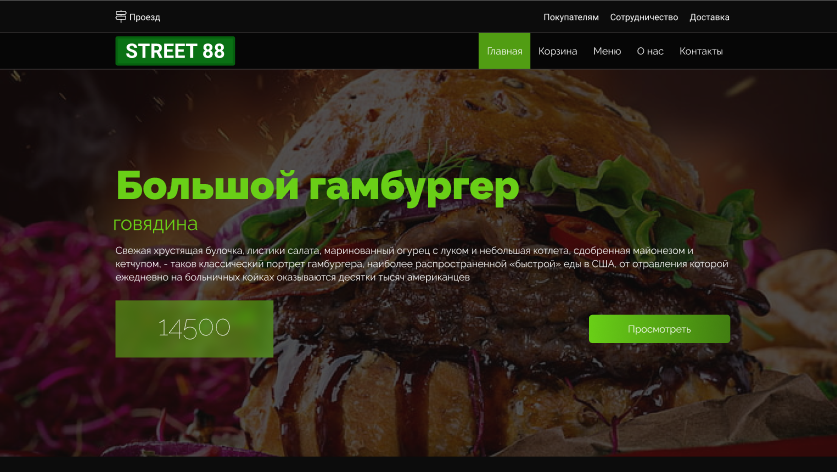 Проезд
Покупателям Сотрудничество Доставка
STREET 88
Главная Корзина Меню О нас Контакты
Большой гамбургер
говядина
Свежая хрустящая булочка, листики салата, маринованный огурец с луком и небольшая котлета, сдобренная майонезом и
кетчупом, - таков классический портрет гамбургера, наиболее распространенной «быстрой» еды в США, от отравления которой
ежедневно на больничных койках оказываются десятки тысяч американцев
14500
Просмотреть